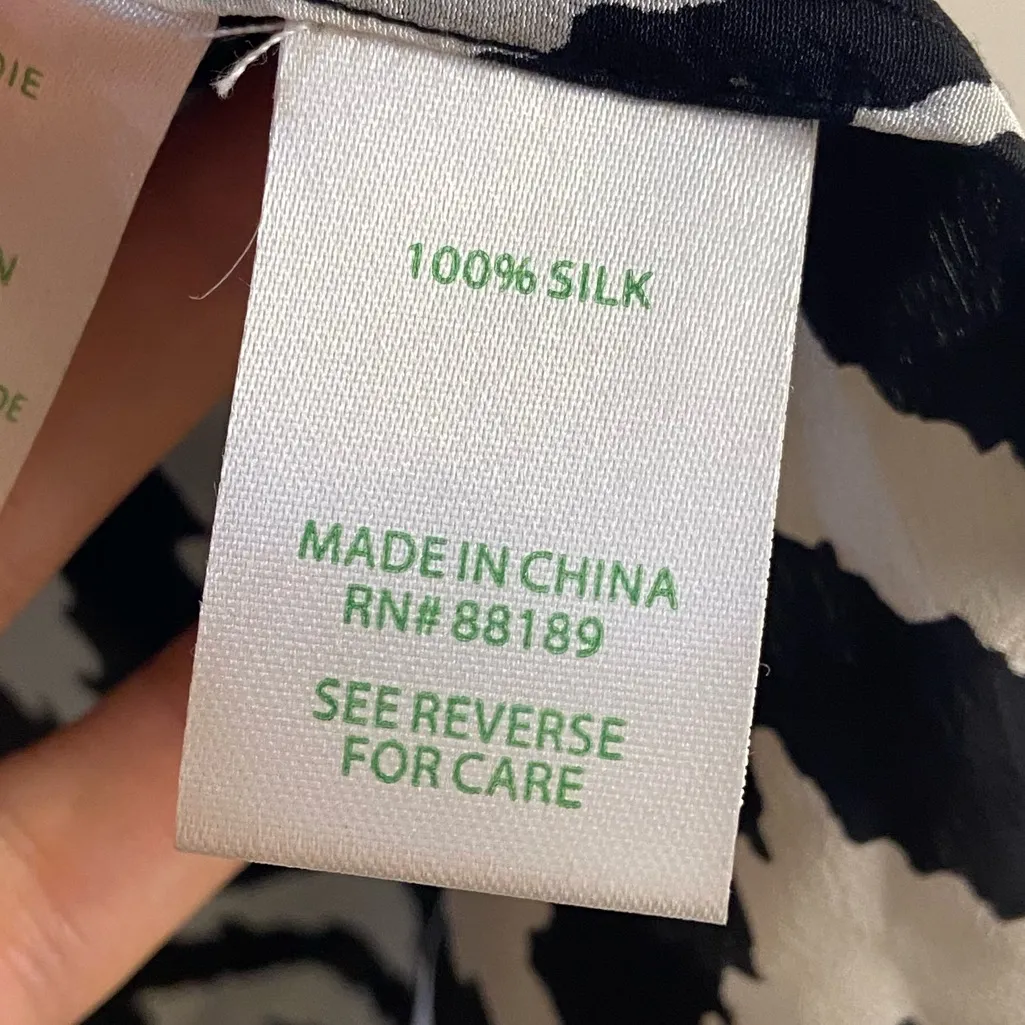 100% SILK
MADE IN CHINA
RN# 88189
SEE REVERSE
FOR CARE